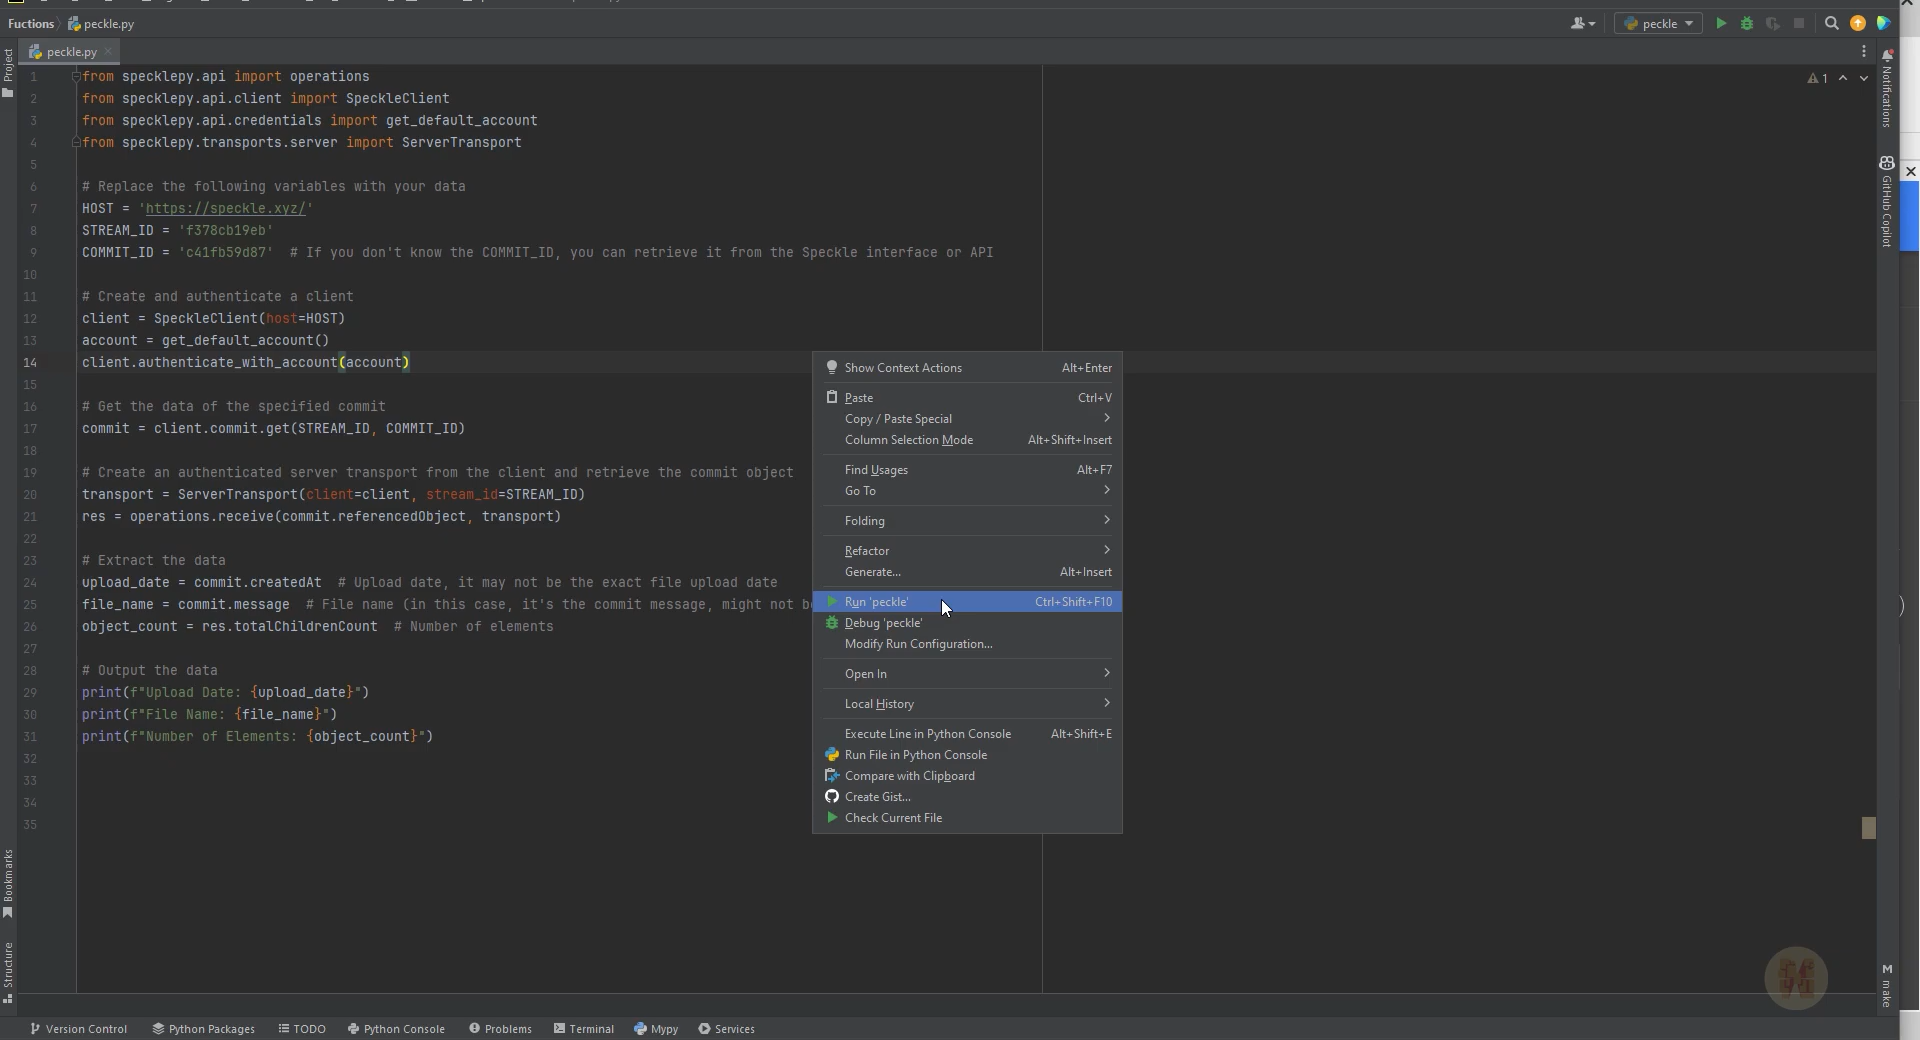 Fuctions peckle.py
peckle
peckle.py
Project
1 from specklepy.api import operations
2 from specklepy.api.client import SpeckleClient
3 from specklepy.api.credentials import get_default_account
4 from specklepy.transports.server import ServerTransport
5
6 # Replace the following variables with your data
7 HOST = 'https://speckle.xyz/'
8 STREAM_ID = 'f378cb19eb'
9 COMMIT_ID = 'c41fb59d87'  # If you don't know the COMMIT_ID, you can retrieve it from the Speckle interface or API
10
11 # Create and authenticate a client
12 client = SpeckleClient(host=HOST)
13 account = get_default_account()
14 client.authenticate_with_account(account)
15
16 # Get the data of the specified commit
17 commit = client.commit.get(STREAM_ID, COMMIT_ID)
18
19 # Create an authenticated server transport from the client and retrieve the commit object
20 transport = ServerTransport(client=client, stream_id=STREAM_ID)
21 res = operations.receive(commit.referencedObject, transport)
22
23 # Extract the data
24 upload_date = commit.createdAt  # Upload date, it may not be the exact file upload date
25 file_name = commit.message  # File name (in this case, it's the commit message, might not b
26 object_count = res.totalChildrenCount  # Number of elements
27
28 # Output the data
29 print(f"Upload Date: {upload_date}")
30 print(f"File Name: {file_name}")
31 print(f"Number of Elements: {object_count}")
32
33
34
35
1
Notifications
GitHub Copilot
make
Show Context Actions Alt+Enter
Paste Ctrl+V
Copy / Paste Special
Column Selection Mode Alt+Shift+Insert
Find Usages Alt+F7
Go To
Folding
Refactor
Generate... Alt+Insert
Run 'peckle' Ctrl+Shift+F10
Debug 'peckle'
Modify Run Configuration...
Open In
Local History
Execute Line in Python Console Alt+Shift+E
Run File in Python Console
Compare with Clipboard
Create Gist...
Check Current File
Bookmarks
Structure
Version Control Python Packages TODO Python Console Problems Terminal Mypy Services